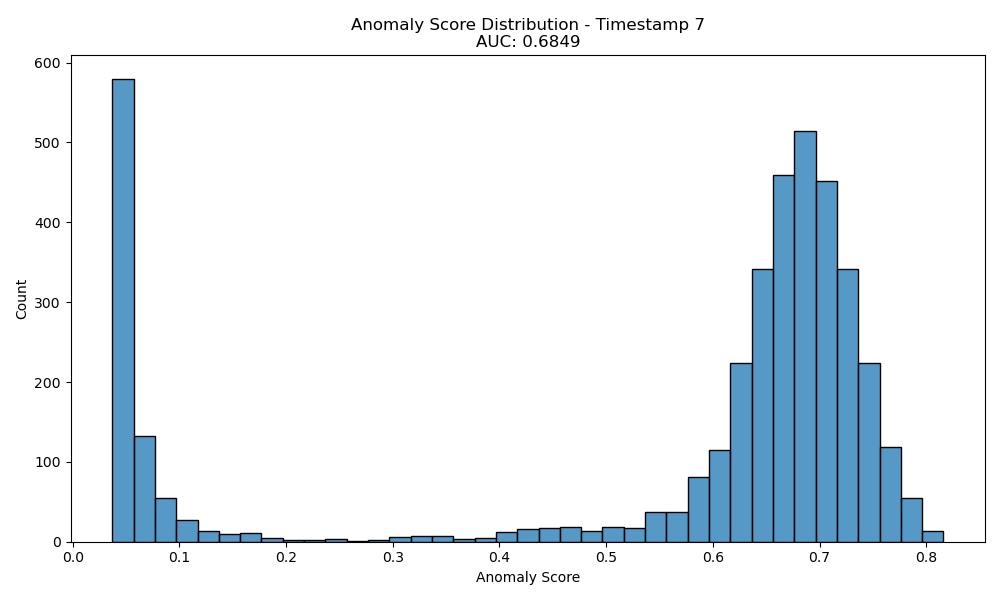 Anomaly Score Distribution - Timestamp 7
AUC: 0.6849
600
500
400
300
200
100
0
Count
0.0 0.1 0.2 0.3 0.4 0.5 0.6 0.7 0.8
Anomaly Score